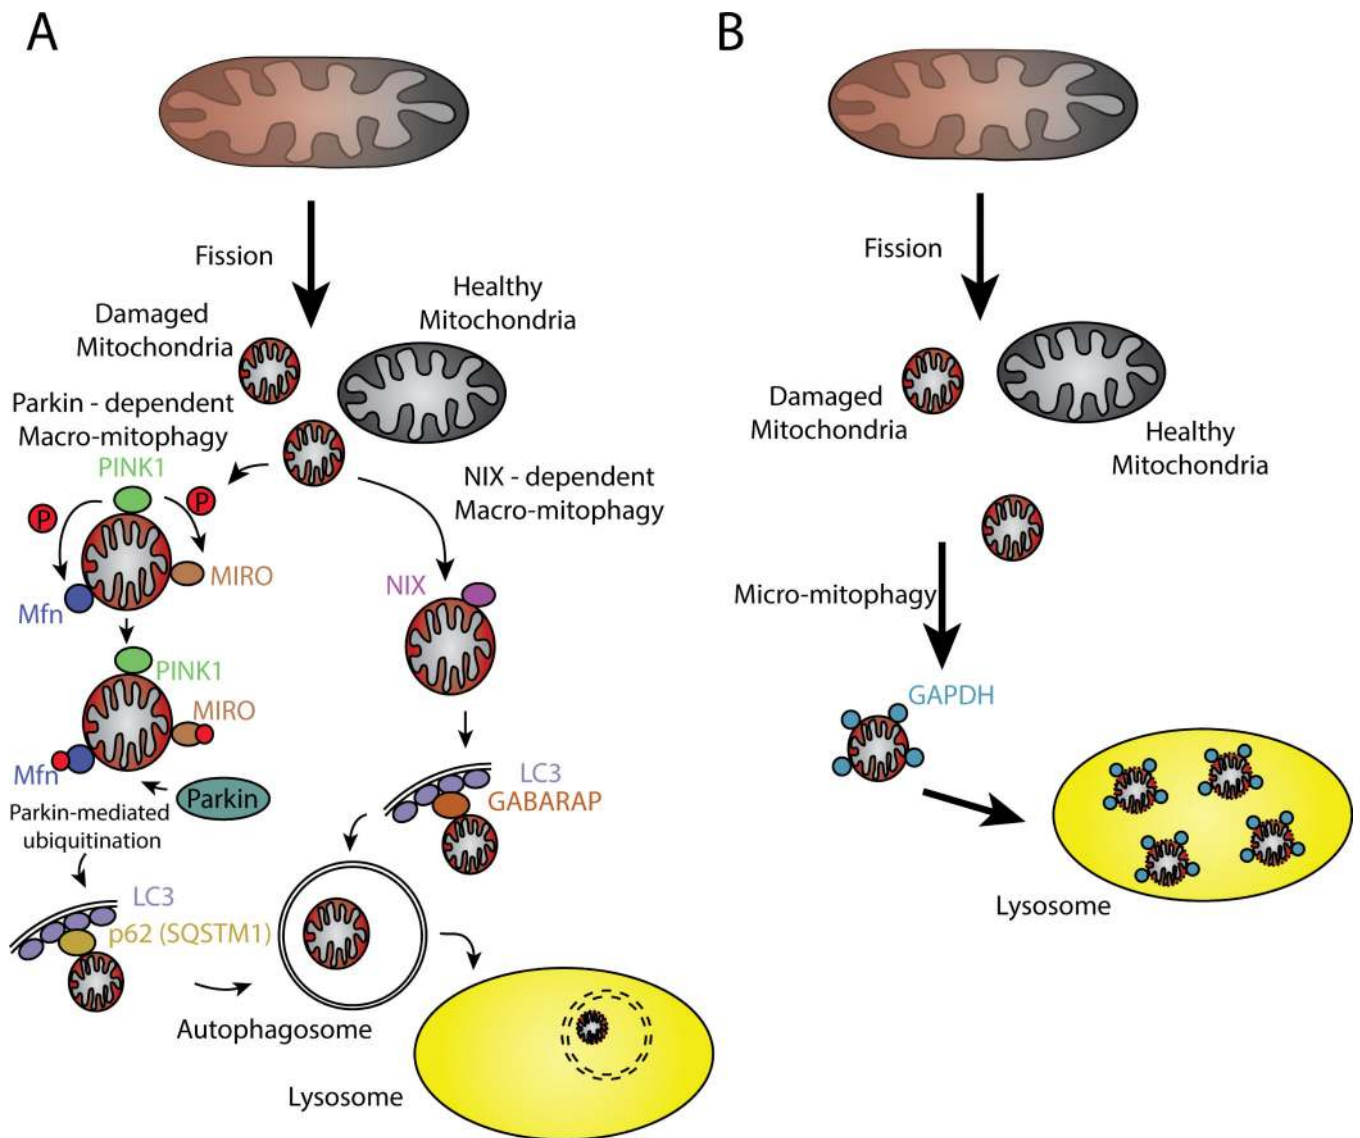 A
Fission
Damaged
Mitochondria
Healthy
Mitochondria
Parkin - dependent
Macro-mitophagy
NIX - dependent
Macro-mitophagy
PINK1
P
P
MIRO
Mfn
NIX
PINK1
MIRO
Mfn
Parkin
Parkin-mediated
ubiquitination
LC3
GABARAP
LC3
p62 (SQSTM1)
Autophagosome
Lysosome
B
Fission
Damaged
Mitochondria
Healthy
Mitochondria
Micro-mitophagy
GAPDH
Lysosome